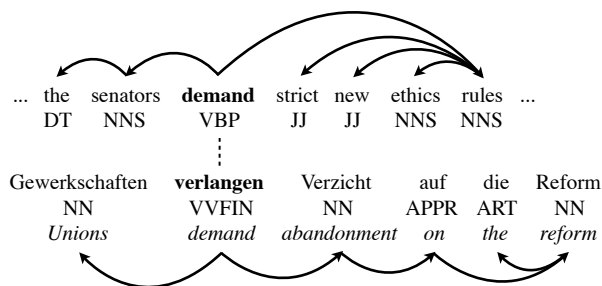 ... the senators demand strict new ethics rules ...
DT NNS VBP JJ JJ NNS NNS
Gewerkschaften verlangen Verzicht auf die Reform
NN VVFIN NN APPR ART NN
Unions demand abandonment on the reform